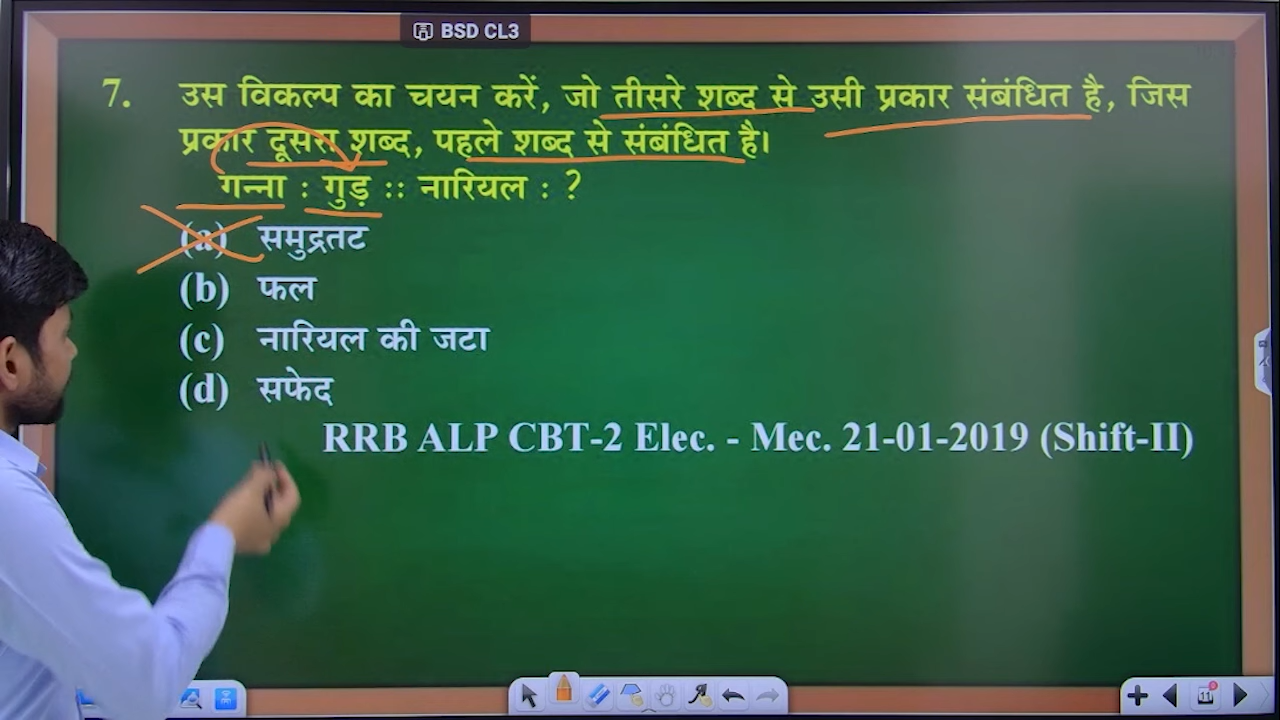 BSD CL3
7. उस विकल्प का चयन करें, जो तीसरे शब्द से उसी प्रकार संबंधित है, जिस
प्रकार दूसरा शब्द, पहले शब्द से संबंधित है।
गन्ना : गुड़ :: नारियल : ?
(a) समुद्रतट
(b) फल
(c) नारियल की जटा
(d) सफेद
RRB ALP CBT-2 Elec. - Mec. 21-01-2019 (Shift-II)